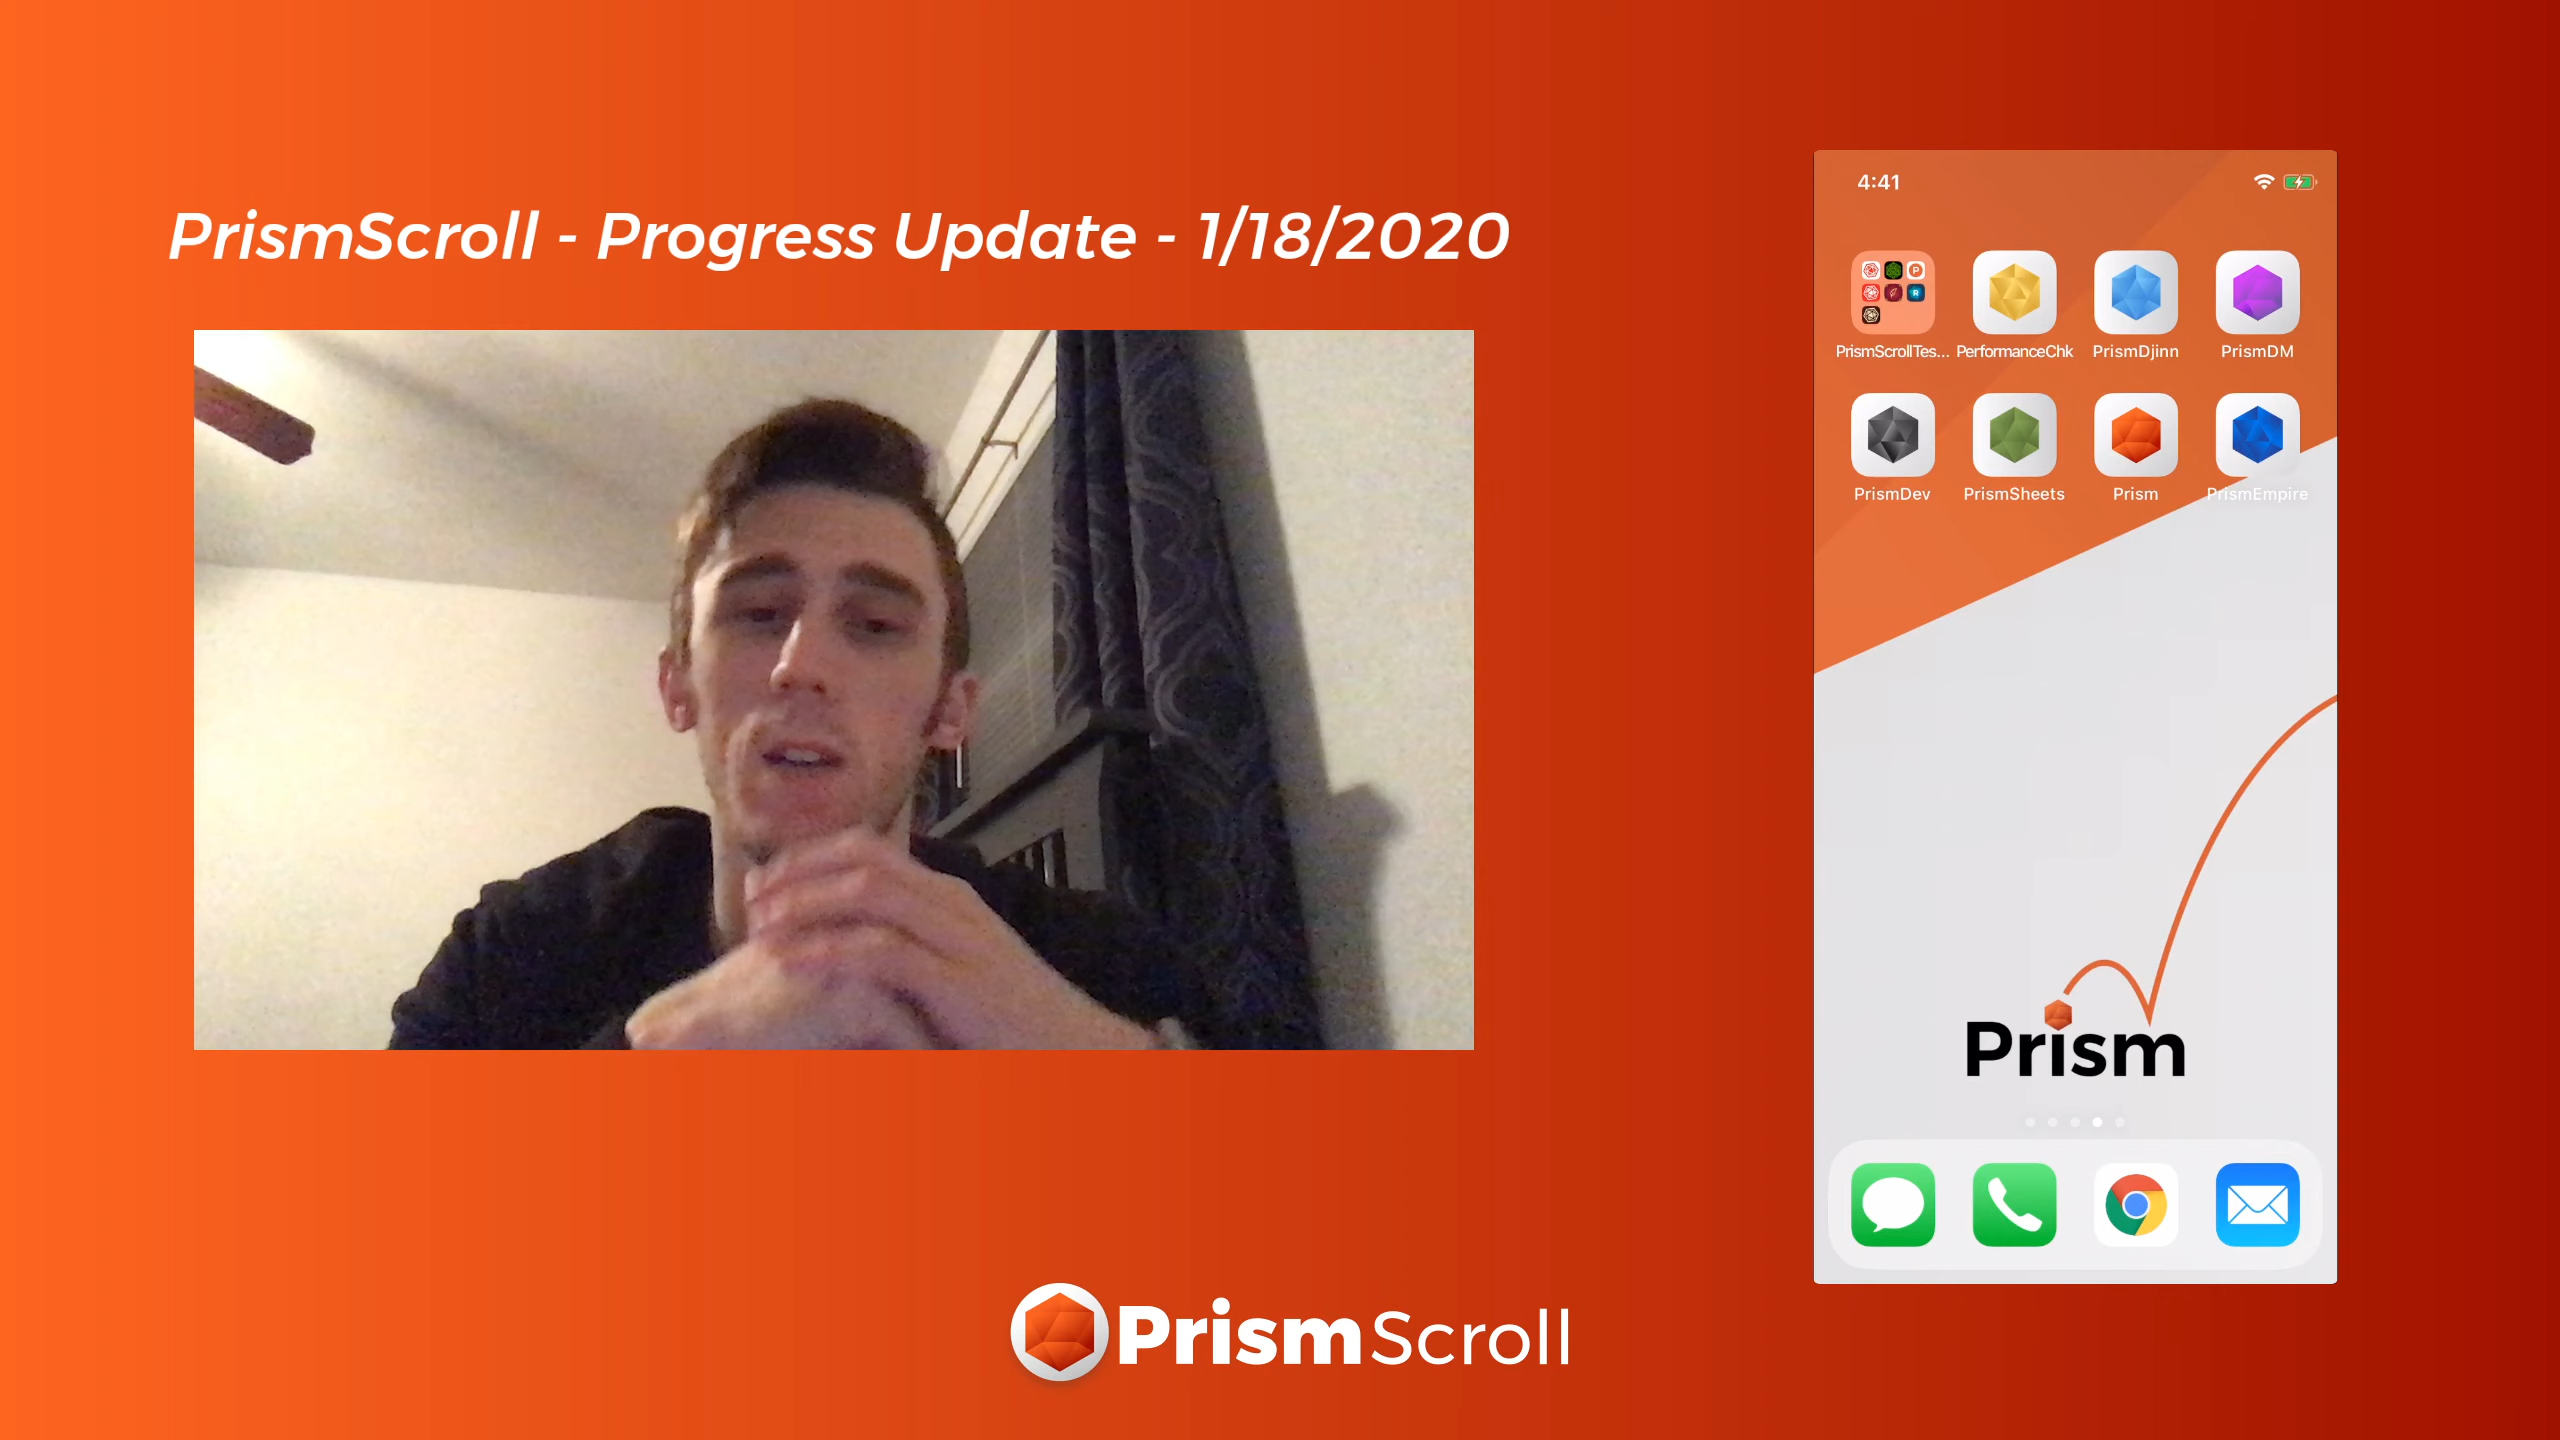 PrismScroll - Progress Update - 1/18/2020
4:41
PrismScrollTes... PerformanceChk PrismDjinn PrismDM
PrismDev PrismSheets Prism PrismEmpire
Prism
PrismScroll